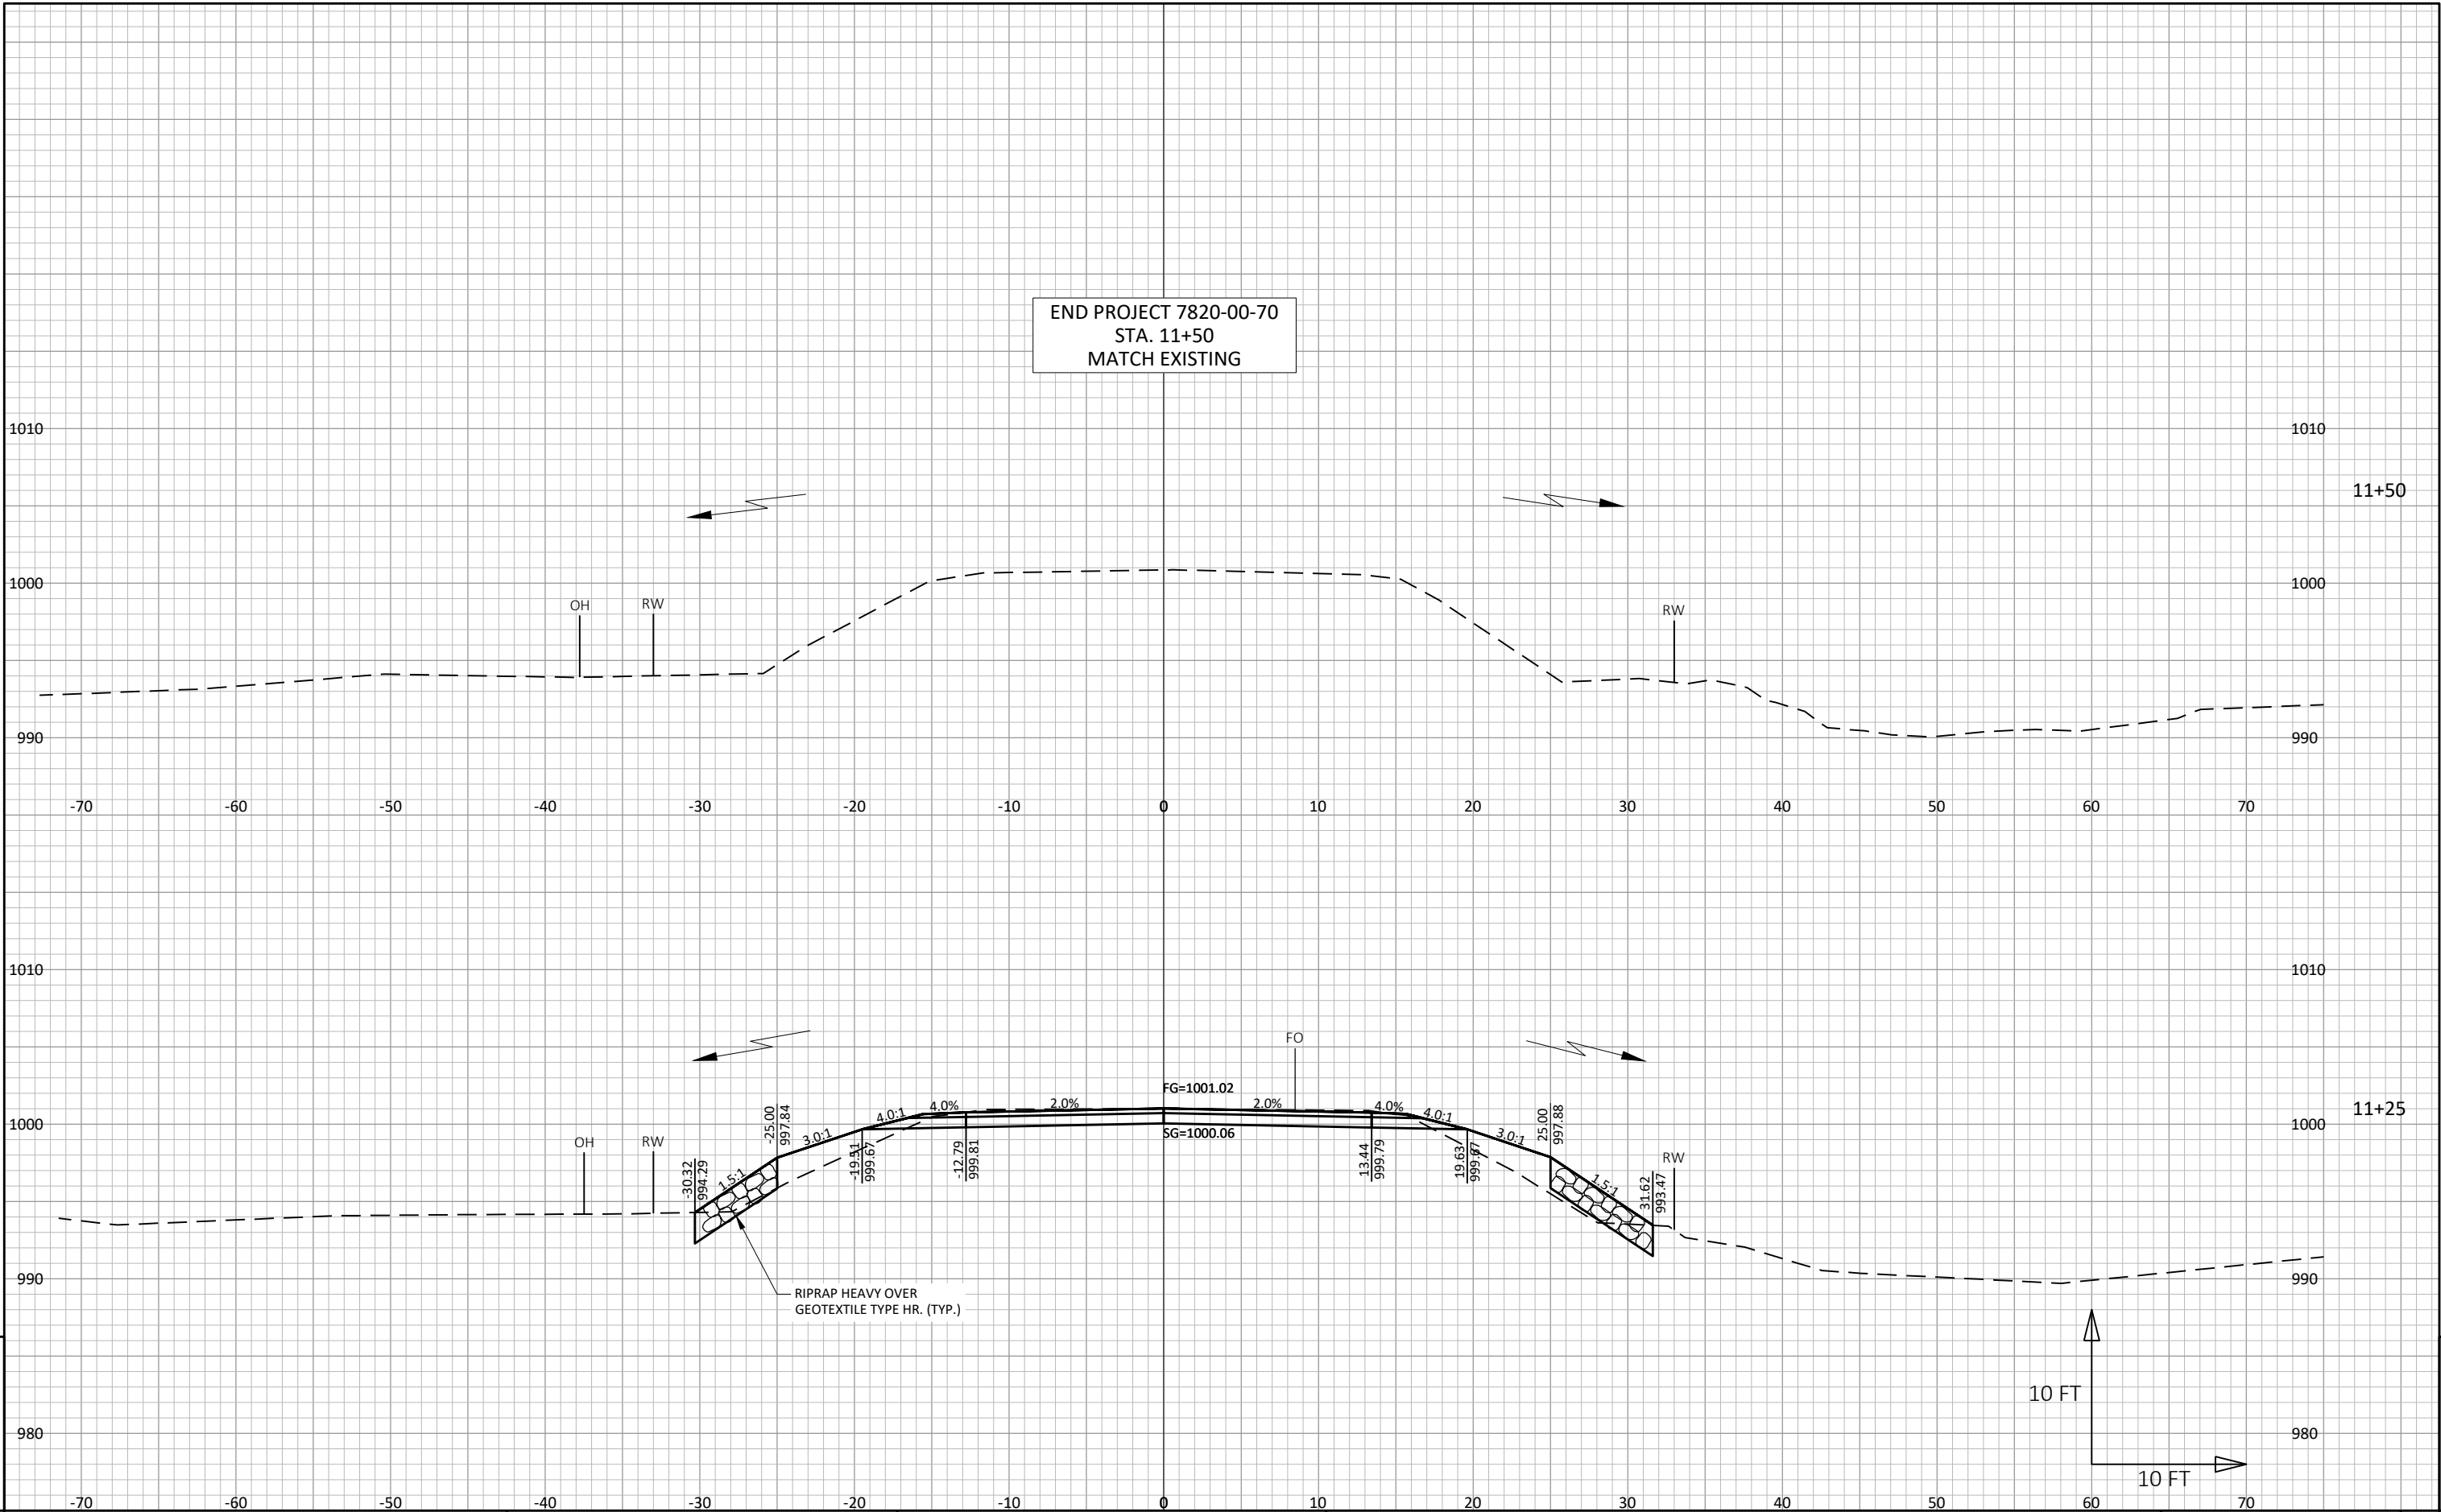 END PROJECT 7820-00-70
STA. 11+50
MATCH EXISTING
1010 1010
11+50
1000 1000
OH RW RW
990 990
-70 -60 -50 -40 -30 -20 -10 0 10 20 30 40 50 60 70
1010 1010
FO
FG=1001.02
4.0:1 4.0% 2.0% 2.0% 4.0% 4.0:1
11+25
1000 1000
SG=1000.06
OH RW RW
3.0:1 3.0:1
1.5:1 1.5:1
-30.32
994.29
-25.00
997.84
-19.51
999.67
-12.79
999.81
13.44
999.79
19.63
999.67
25.00
997.88
31.62
993.47
990 990
RIPRAP HEAVY OVER
GEOTEXTILE TYPE HR. (TYP.)
10 FT
980 980
10 FT
-70 -60 -50 -40 -30 -20 -10 0 10 20 30 40 50 60 70